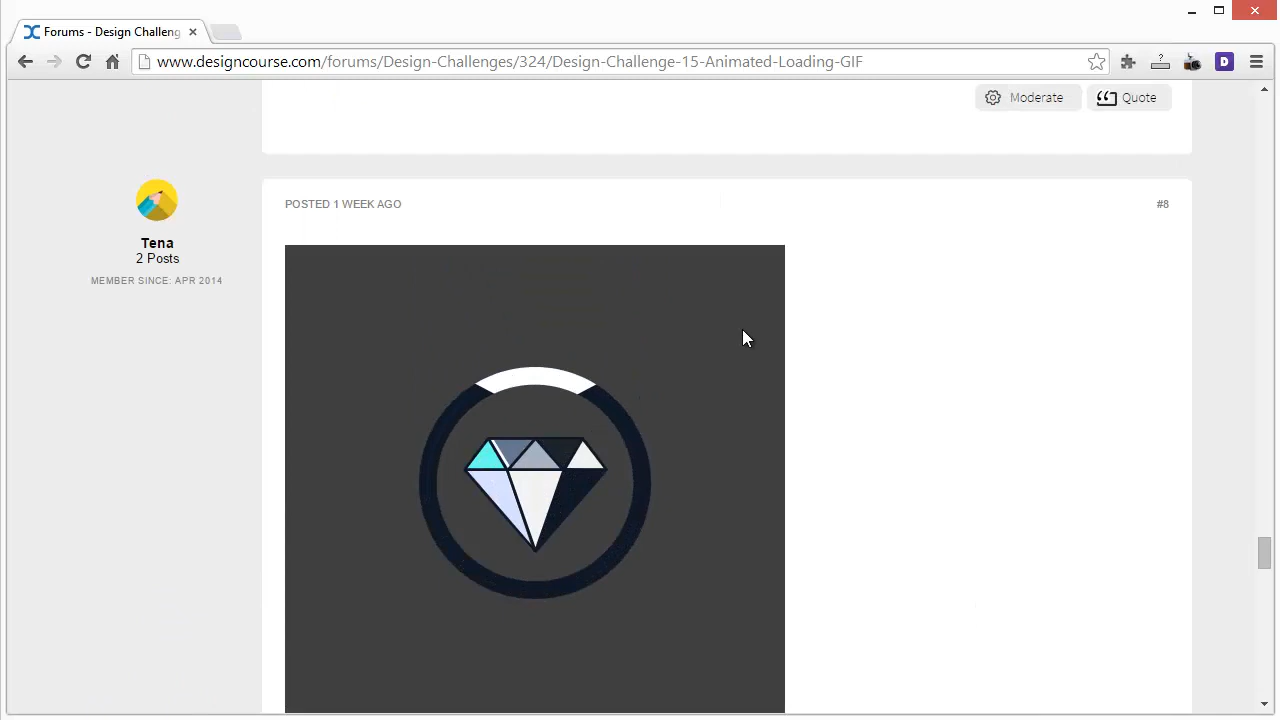 Forums - Design Challeng
www.designcourse.com/forums/Design-Challenges/324/Design-Challenge-15-Animated-Loading-GIF
Moderate
Quote
POSTED 1 WEEK AGO
#8
Tena
2 Posts
MEMBER SINCE: APR 2014